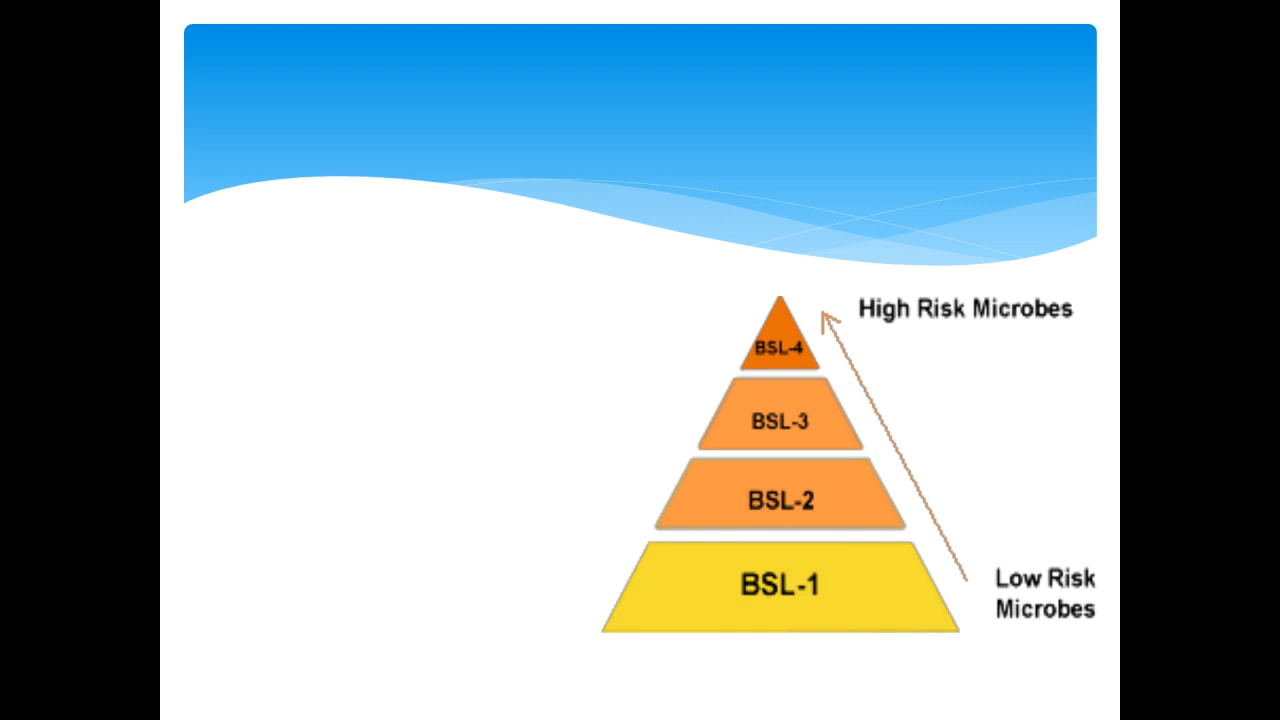 High Risk Microbes
BSL-4
BSL-3
BSL-2
BSL-1
Low Risk
Microbes